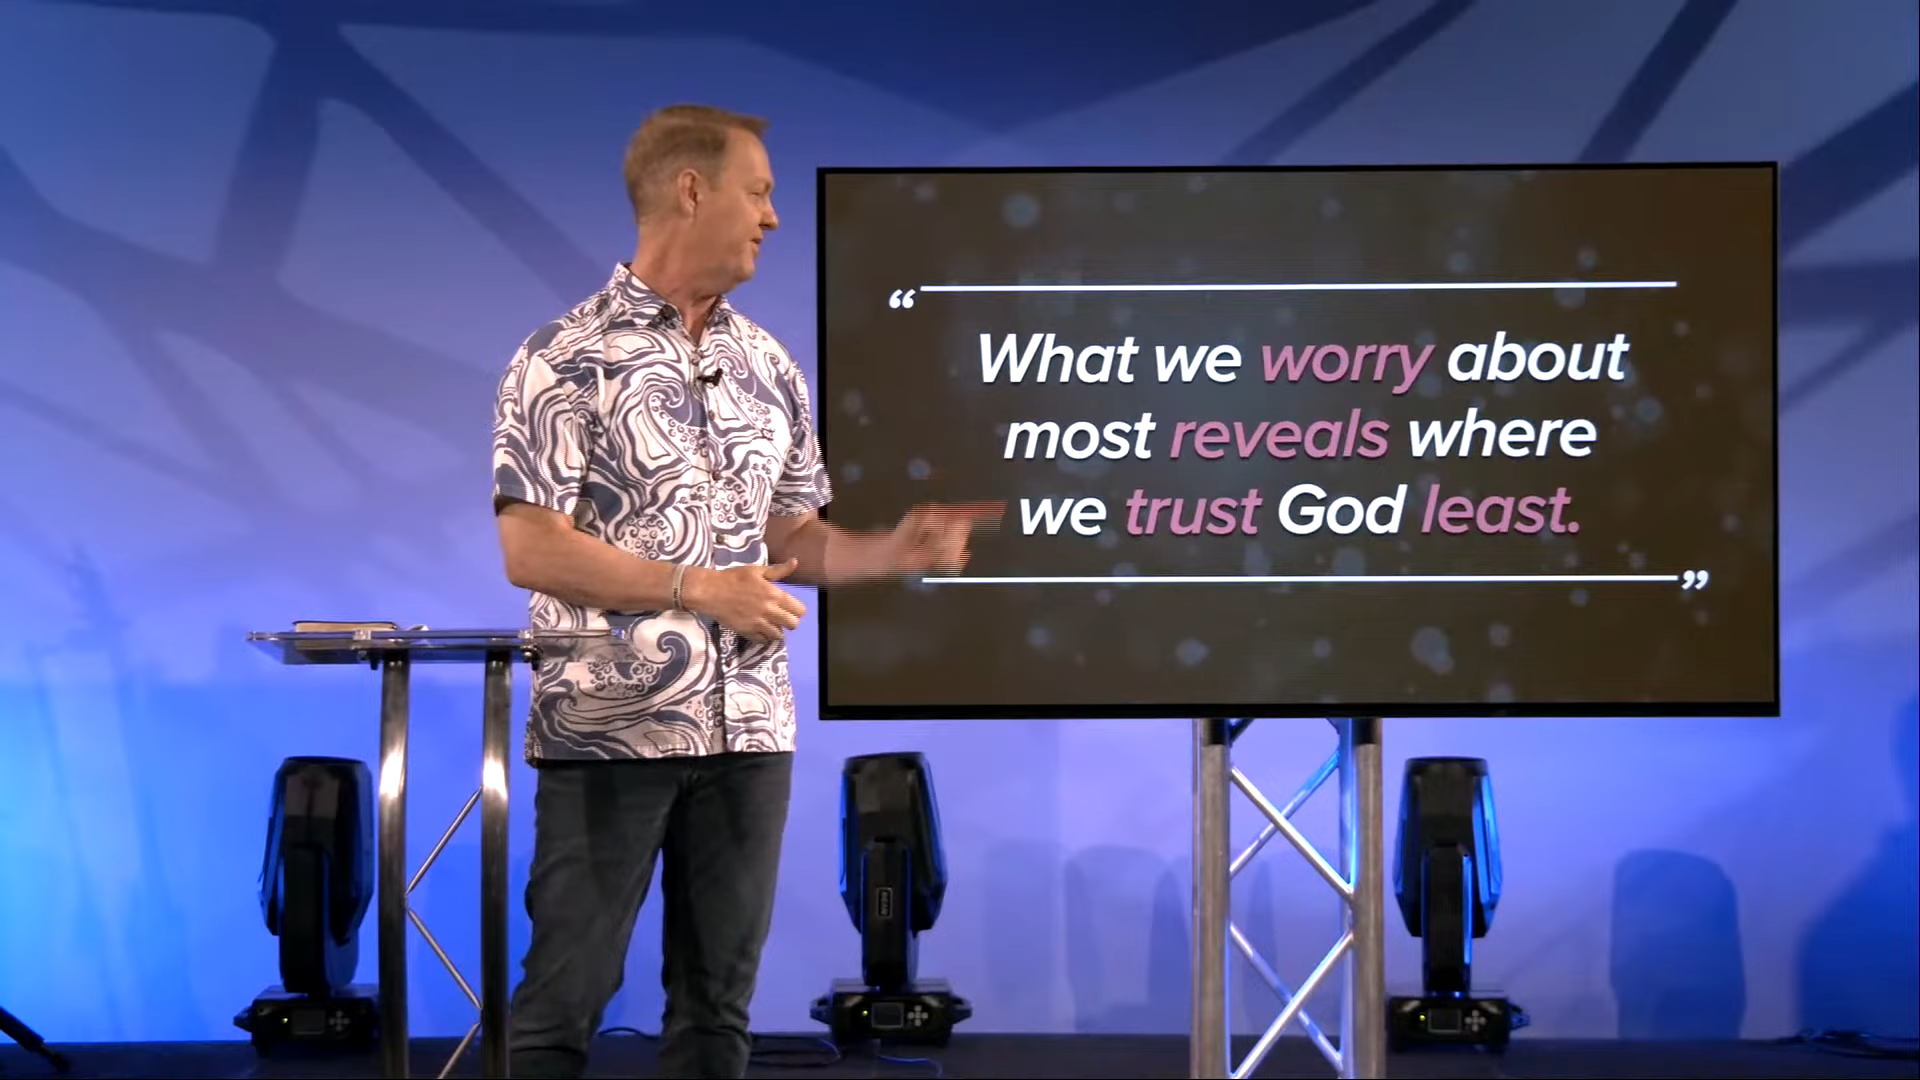 “
What we worry about
most reveals where
we trust God least.
”